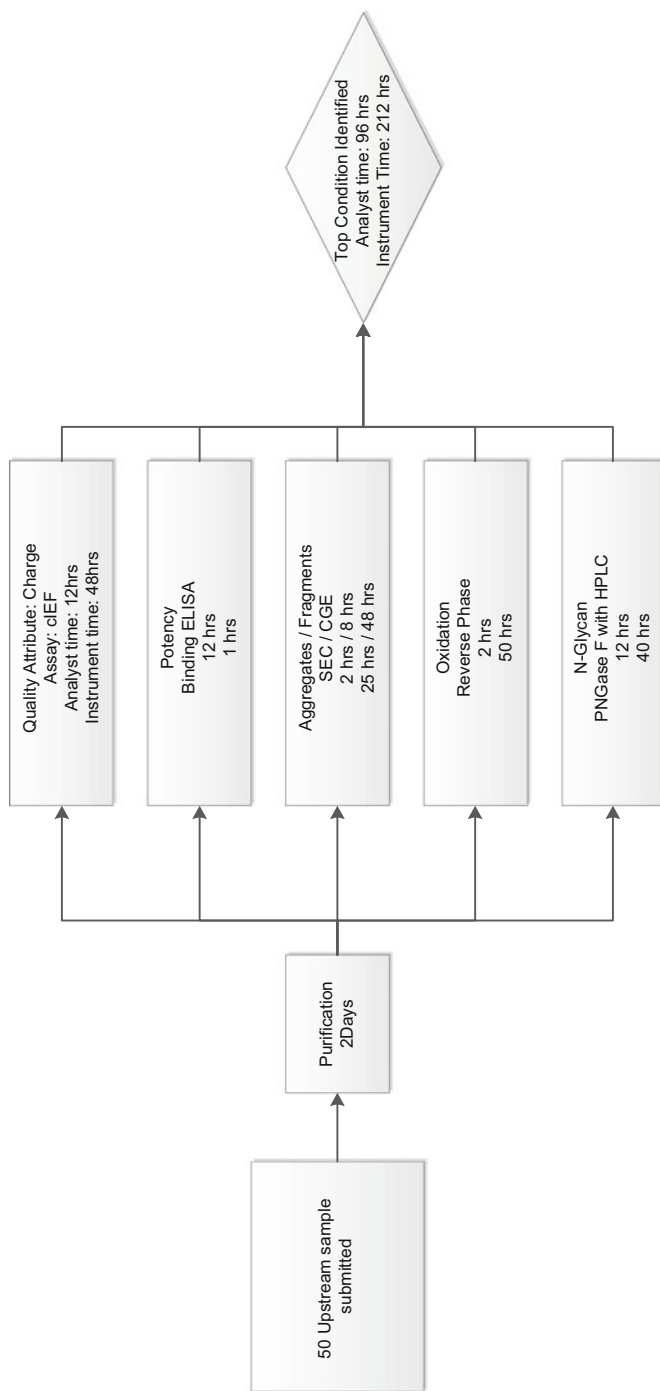 50 Upstream sample
submitted
Purification
2Days
Quality Attribute: Charge
Assay: cIEF
Analyst time: 12hrs
Instrument time: 48hrs
Potency
Binding ELISA
12 hrs
1 hrs
Aggregates / Fragments
SEC / CGE
2 hrs / 8 hrs
25 hrs / 48 hrs
Oxidation
Reverse Phase
2 hrs
50 hrs
N-Glycan
PNGase F with HPLC
12 hrs
40 hrs
Top Condition Identified
Analyst time: 96 hrs
Instrument Time: 212 hrs